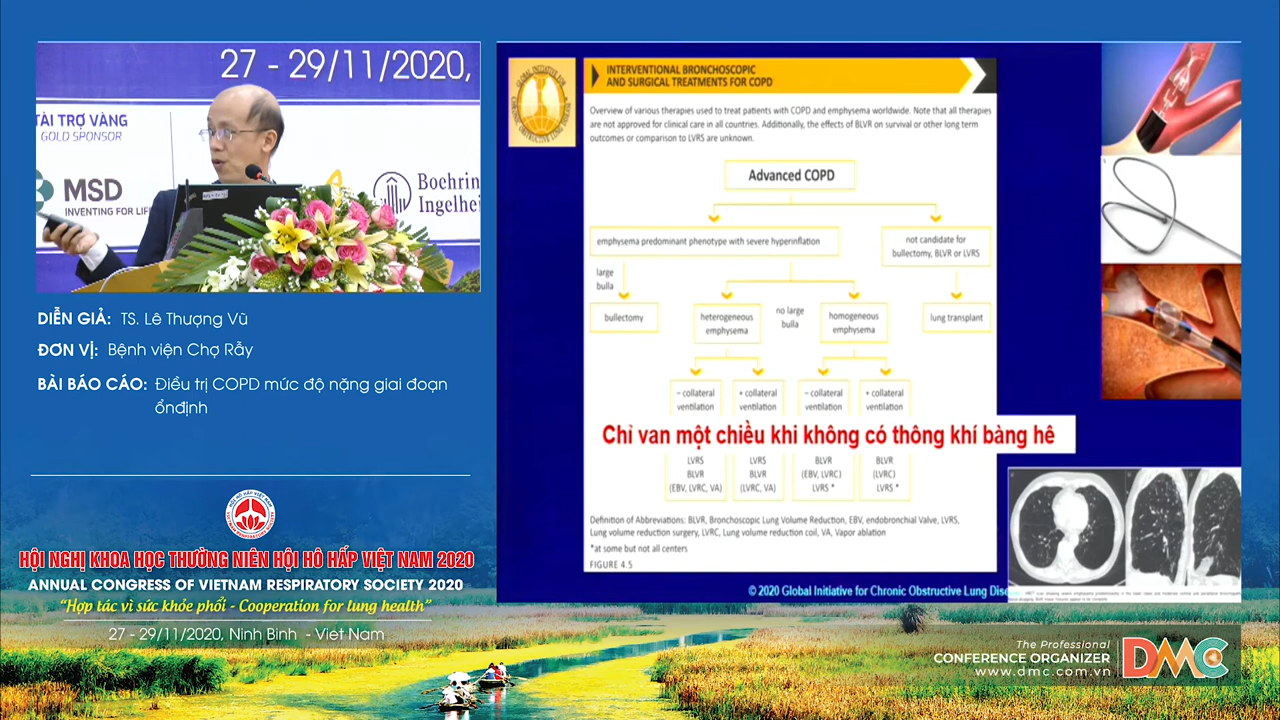 27 - 29/11/2020,
TÀI TRỢ VÀNG
GOLD SPONSOR
MSD
INVENTING FOR LIF
Boehrin
Ingelhei
DIỄN GIẢ: TS. Lê Thượng Vũ
ĐƠN VỊ: Bệnh viện Chợ Rẫy
BÀI BÁO CÁO: Điều trị COPD mức độ nặng giai đoạn
ổnđịnh
HỘI NGHỊ KHOA HỌC THƯỜNG NIÊN HỘI HÔ HẤP VIỆT NAM 2020
ANNUAL CONGRESS OF VIETNAM RESPIRATORY SOCIETY 2020
“Hợp tác vì sức khỏe phổi - Cooperation for lung health”
27 - 29/11/2020, Ninh Binh - Viet Nam
INTERVENTIONAL BRONCHOSCOPIC
AND SURGICAL TREATMENTS FOR COPD
Overview of various therapies used to treat patients with COPD and emphysema worldwide. Note that all therapies
are not approved for clinical care in all countries. Additionally, the effects of BLVR on survival or other long term
outcomes or comparison to LVRS are unknown.
Advanced COPD
emphysema predominant phenotype with severe hyperinflation
not candidate for
bullectomy, BLVR or LVRS
large
bulla
bullectomy
heterogeneous
emphysema
no large
bulla
homogeneous
emphysema
lung transplant
– collateral
ventilation
+ collateral
ventilation
– collateral
ventilation
+ collateral
ventilation
Chỉ van một chiều khi không có thông khí bàng hê
LVRS
BLVR
(EBV, LVRC, VA)
LVRS
BLVR
(LVRC, VA)
BLVR
(EBV, LVRC)
LVRS *
BLVR
(LVRC)
LVRS *
Definition of Abbreviations: BLVR, Bronchoscopic Lung Volume Reduction, EBV, endobronchial Valve, LVRS,
Lung volume reduction surgery, LVRC, Lung volume reduction coil, VA, Vapor ablation
*at some but not all centers
FIGURE 4.5
© 2020 Global Initiative for Chronic Obstructive Lung Dise
The Professional
CONFERENCE ORGANIZER
www.dmc.com.vn
DMC